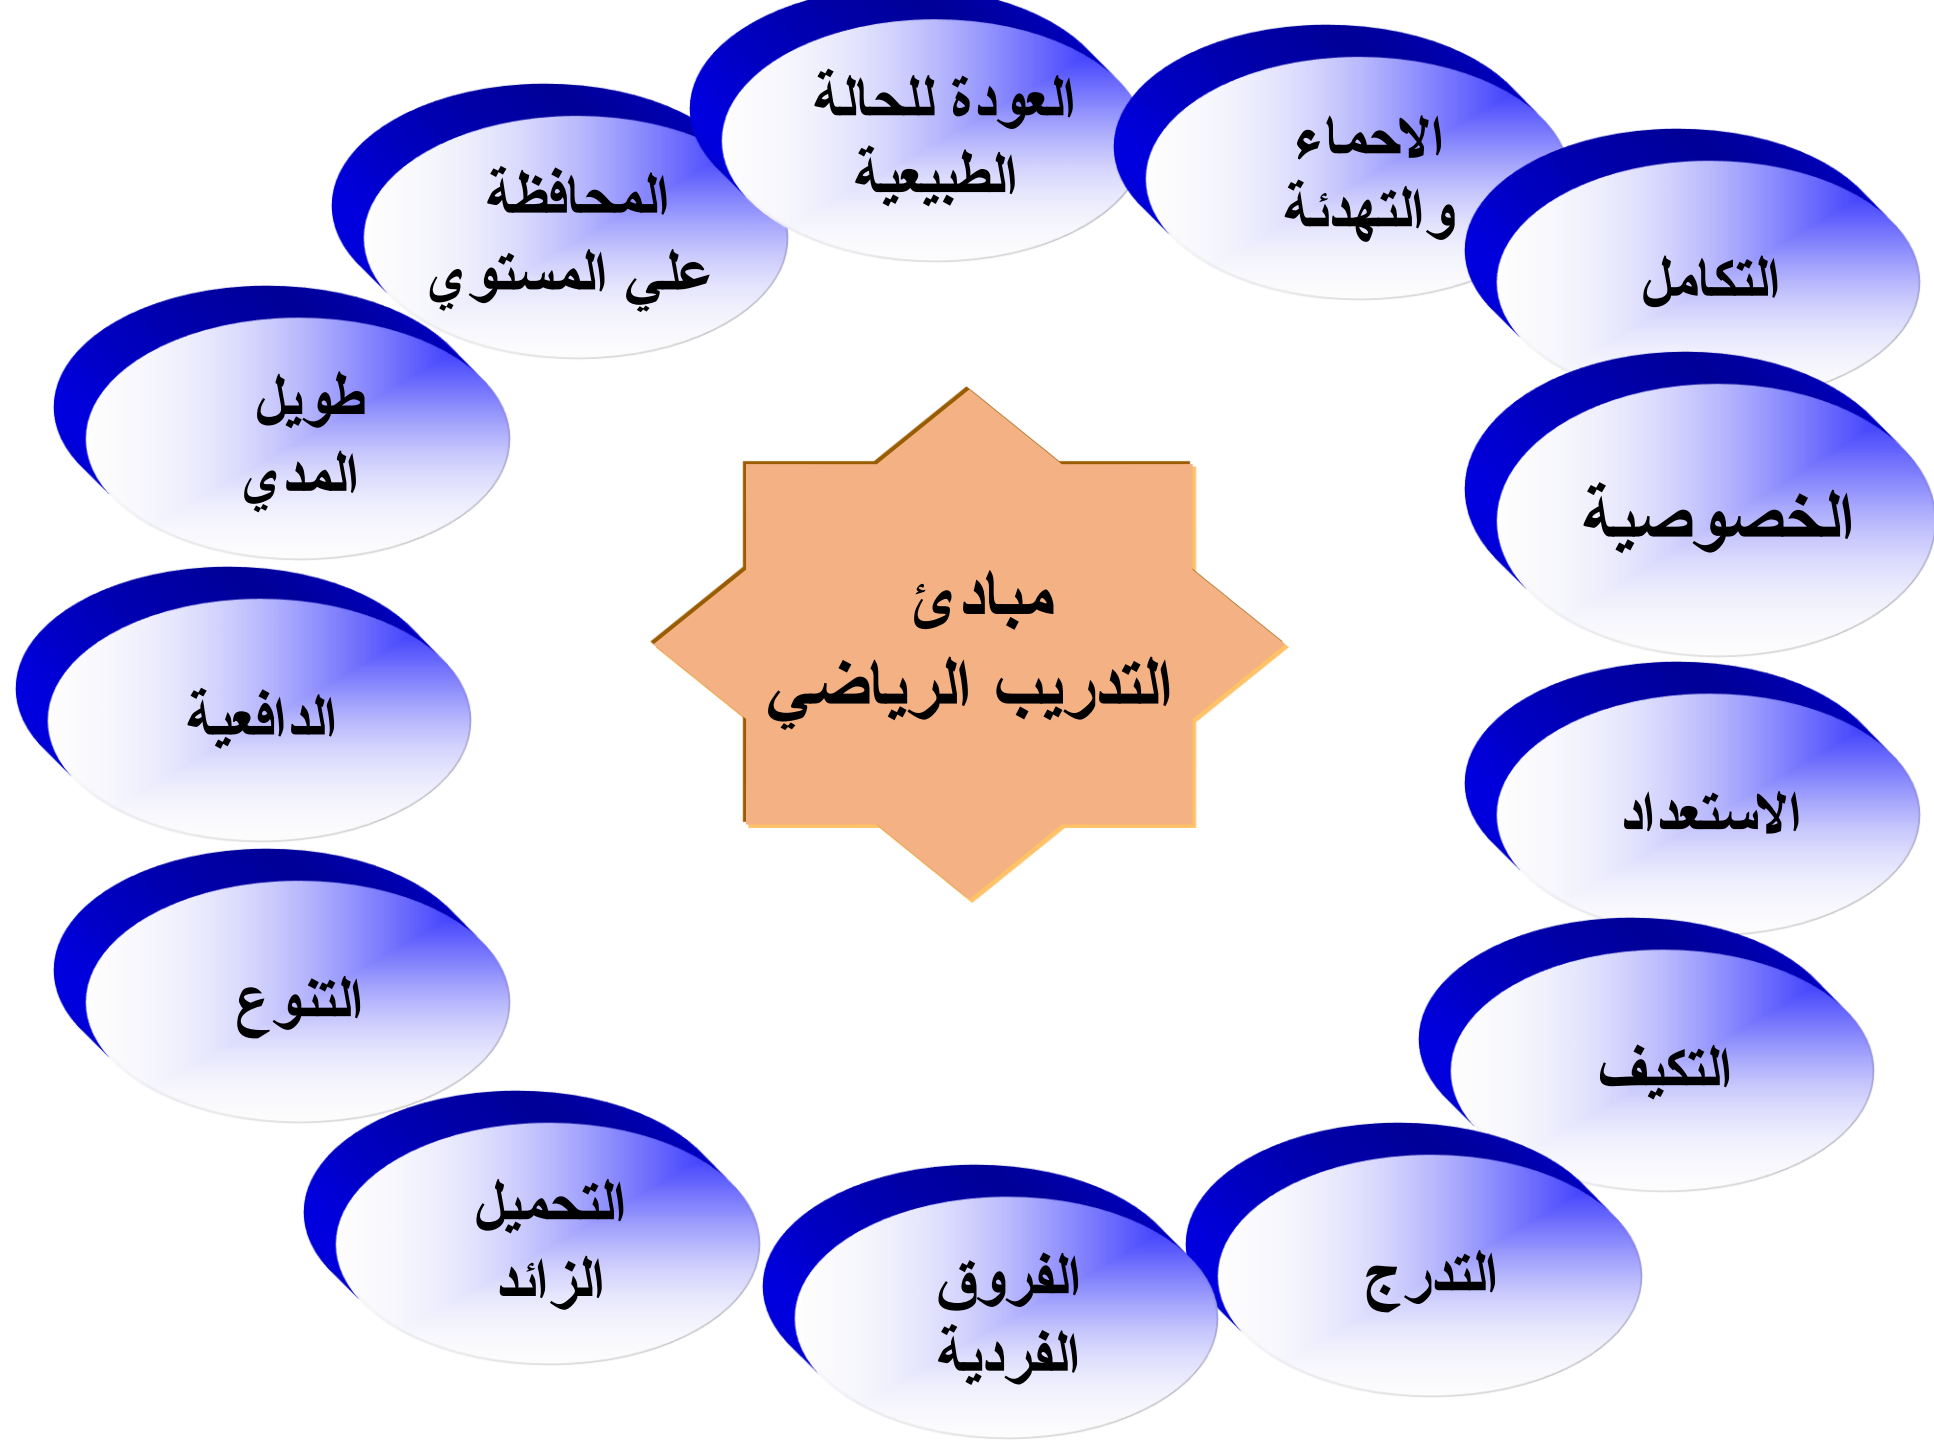 العودة للحالة
الطبيعية
الاحماء
والتهدئة
التكامل
الخصوصية
الاستعداد
التكيف
التدرج
الفروق
الفردية
التحميل
الزائد
التنوع
الدافعية
طويل
المدي
المحافظة
علي المستوي
مبادئ
التدريب الرياضي